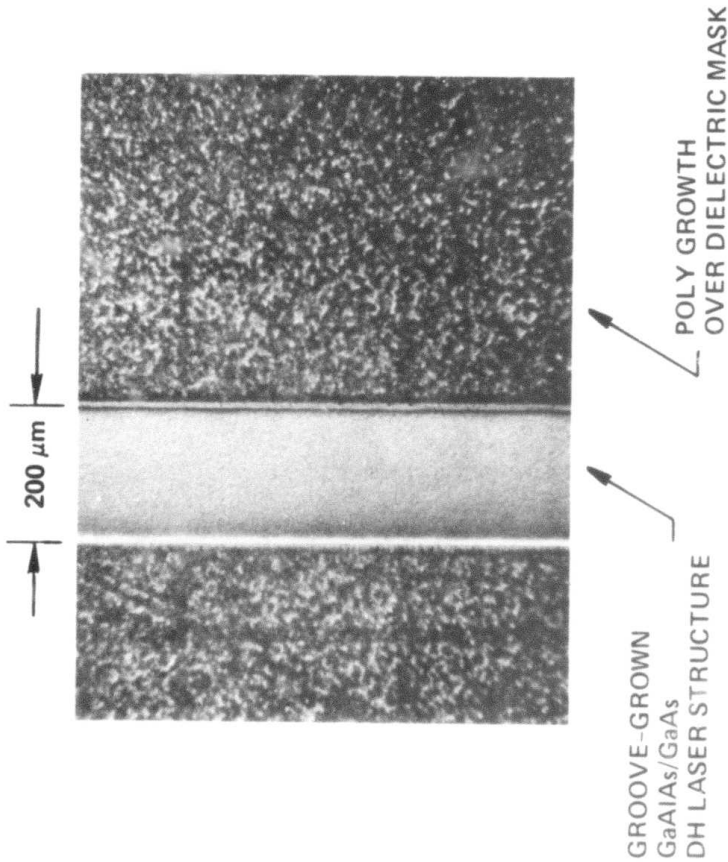 200 μm
GROOVE-GROWN
GaAlAs/GaAs
DH LASER STRUCTURE
POLY GROWTH
OVER DIELECTRIC MASK